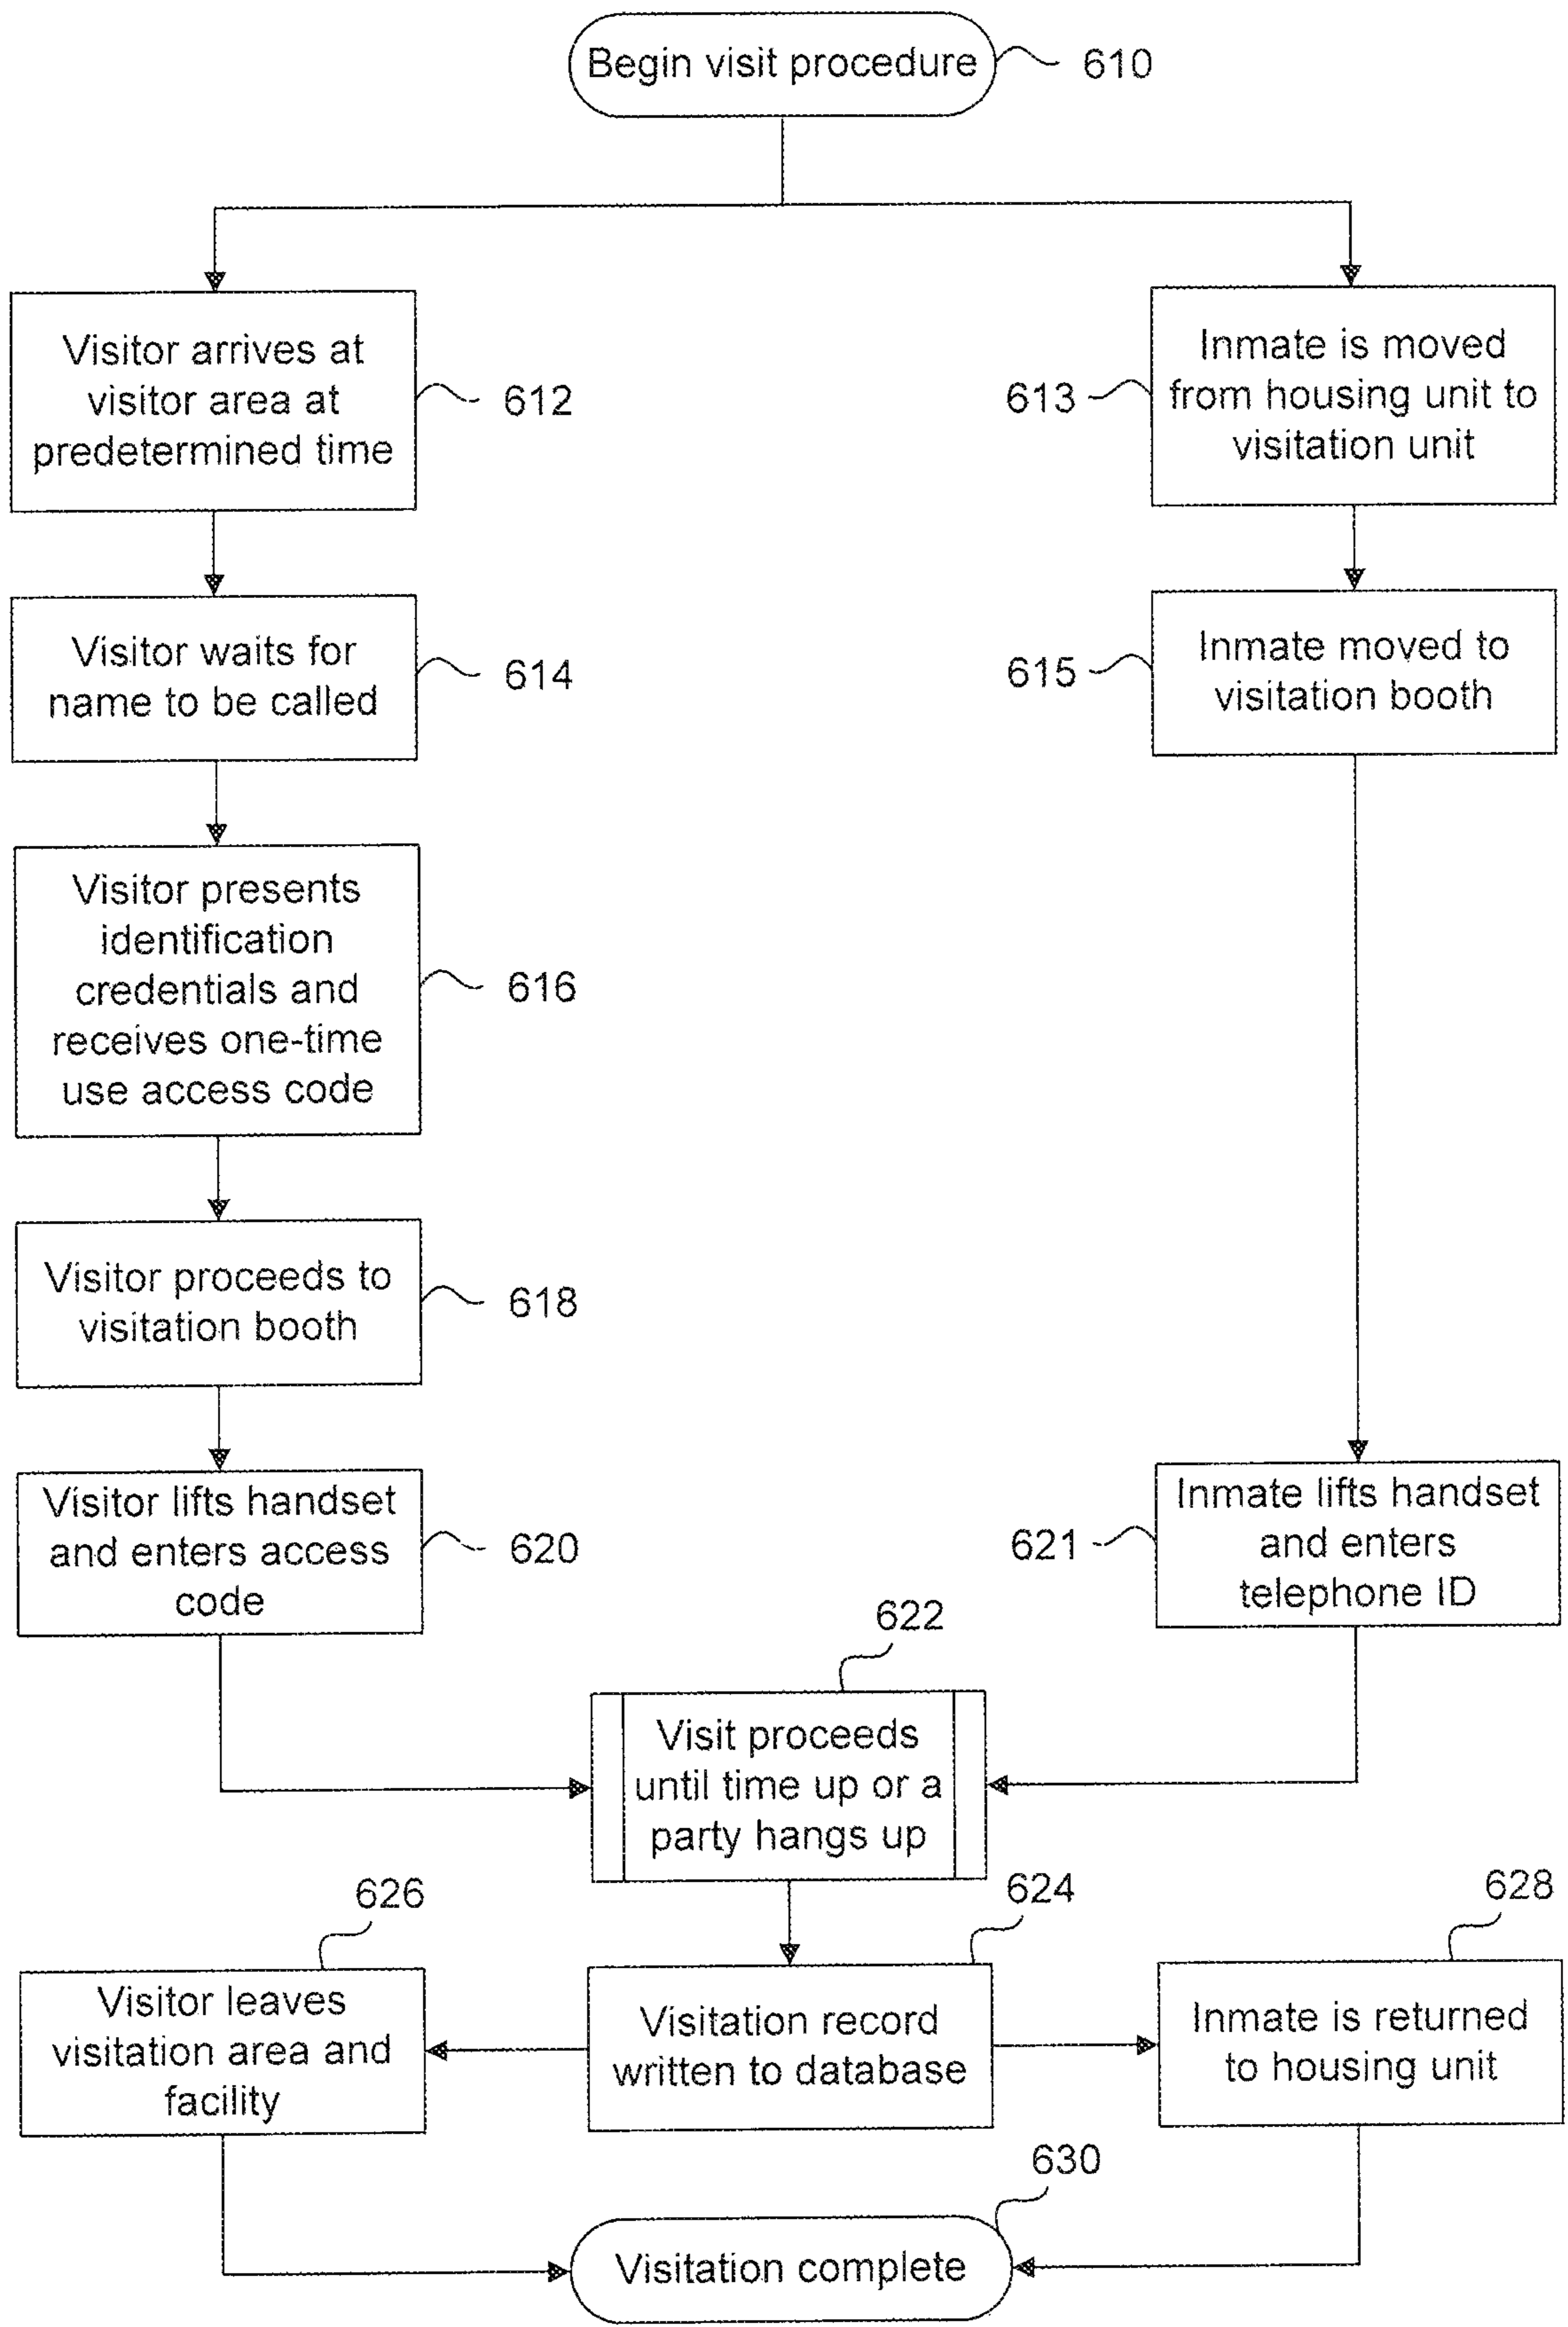 Begin visit procedure
610
Visitor arrives at
visitor area at
predetermined time
612
Inmate is moved
from housing unit to
visitation unit
613
Visitor waits for
name to be called
614
Inmate moved to
visitation booth
615
Visitor presents
identification
credentials and
receives one-time
use access code
616
Visitor proceeds to
visitation booth
618
Visitor lifts handset
and enters access
code
620
Inmate lifts handset
and enters
telephone ID
621
622
Visit proceeds
until time up or a
party hangs up
626
Visitor leaves
visitation area and
facility
624
Visitation record
written to database
628
Inmate is returned
to housing unit
630
Visitation complete